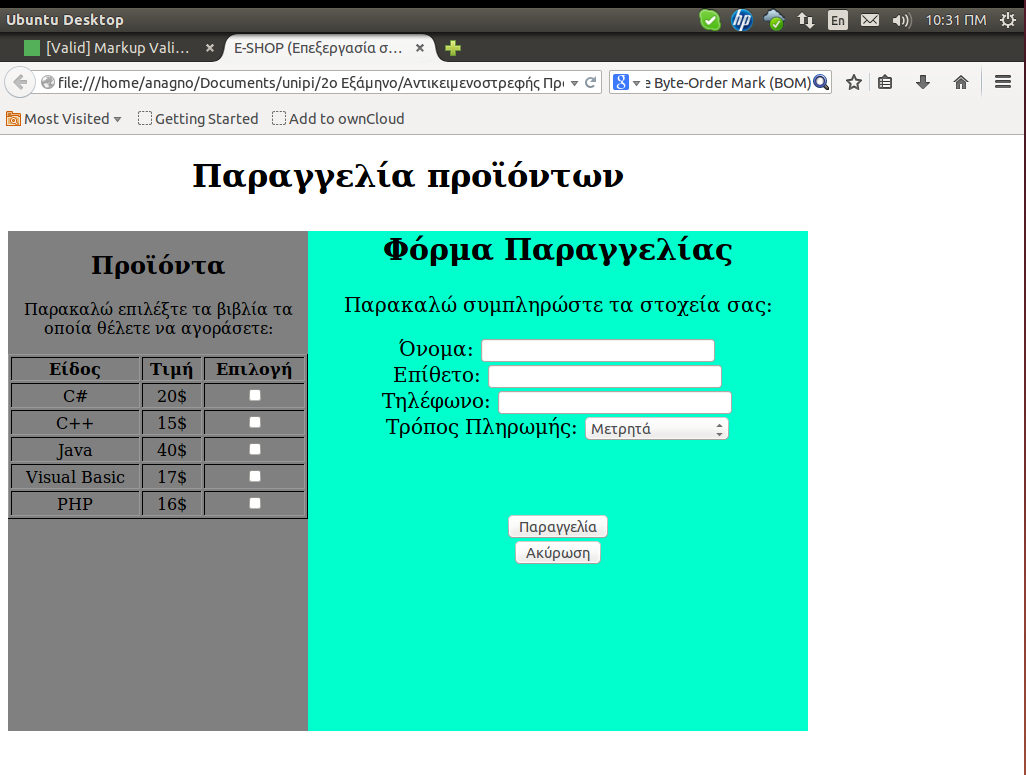 Ubuntu Desktop
hp
En
10:31 ΠΜ
[Valid] Markup Vali...
E-SHOP (Επεξεργασία σ...
file:///home/anagno/Documents/unipi/2ο Εξάμηνο/Αντικειμενοστρεφής Πρ
8
e Byte-Order Mark (BOM)
Most Visited
Getting Started
Add to ownCloud
Παραγγελία προϊόντων
Προϊόντα
Παρακαλώ επιλέξτε τα βιβλία τα
οποία θέλετε να αγοράσετε:
Είδος Τιμή Επιλογή
C# 20$
C++ 15$
Java 40$
Visual Basic 17$
PHP 16$
Φόρμα Παραγγελίας
Παρακαλώ συμπληρώστε τα στοχεία σας:
Όνομα:
Επίθετο:
Τηλέφωνο:
Τρόπος Πληρωμής: Μετρητά
Παραγγελία
Ακύρωση